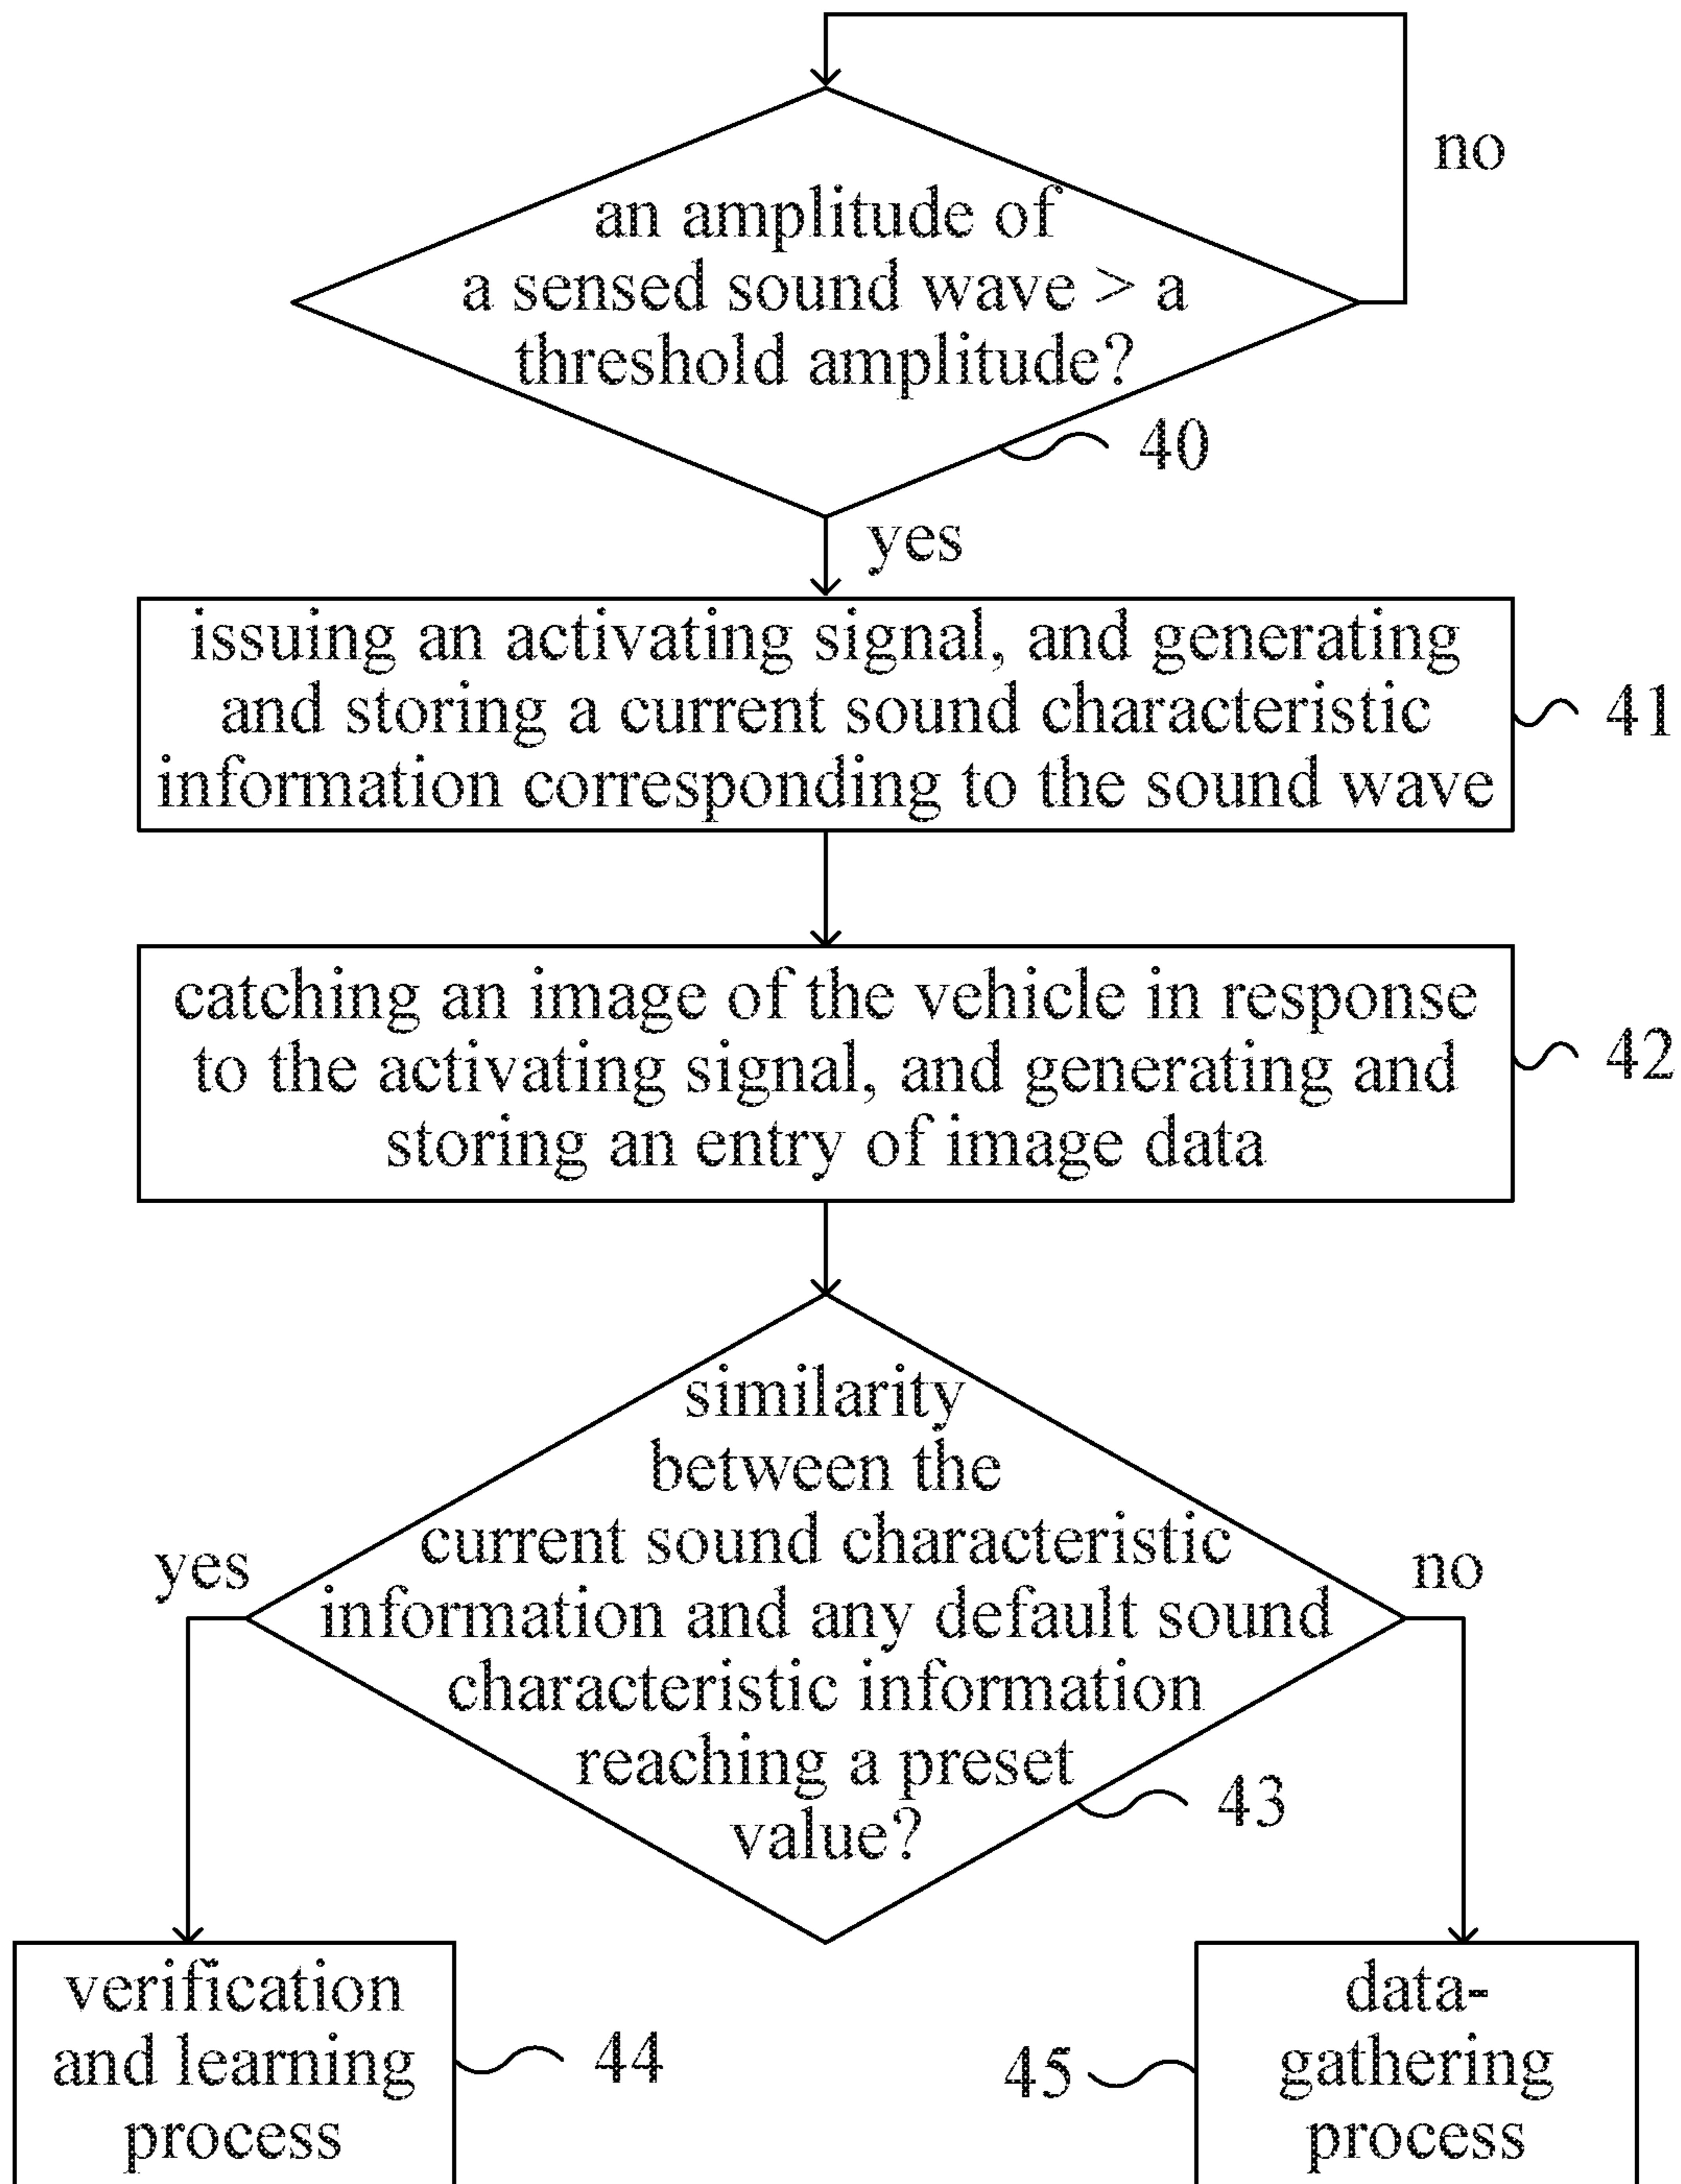 no
an amplitude of
a sensed sound wave > a
threshold amplitude?
40
yes
issuing an activating signal, and generating
and storing a current sound characteristic
information corresponding to the sound wave
41
catching an image of the vehicle in response
to the activating signal, and generating and
storing an entry of image data
42
similarity
between the
current sound characteristic
information and any default sound
characteristic information
reaching a preset
value?
yes
no
43
verification
and learning
process
44
45
data-
gathering
process